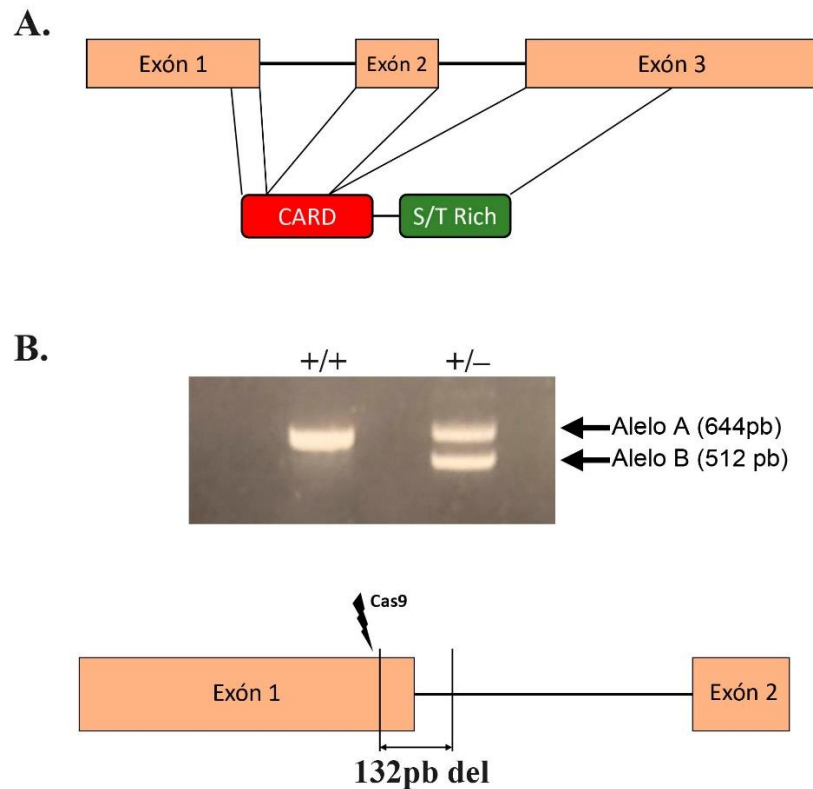 A.
Exón 1 Exón 2 Exón 3
CARD S/T Rich
B.
+/+ +/–
Alelo A (644pb)
Alelo B (512 pb)
Cas9
Exón 1 Exón 2
132pb del